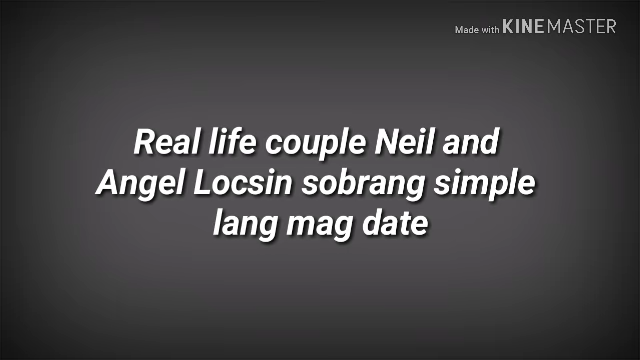 Made with KINEMASTER
Real life couple Neil and
Angel Locsin sobrang simple
lang mag date